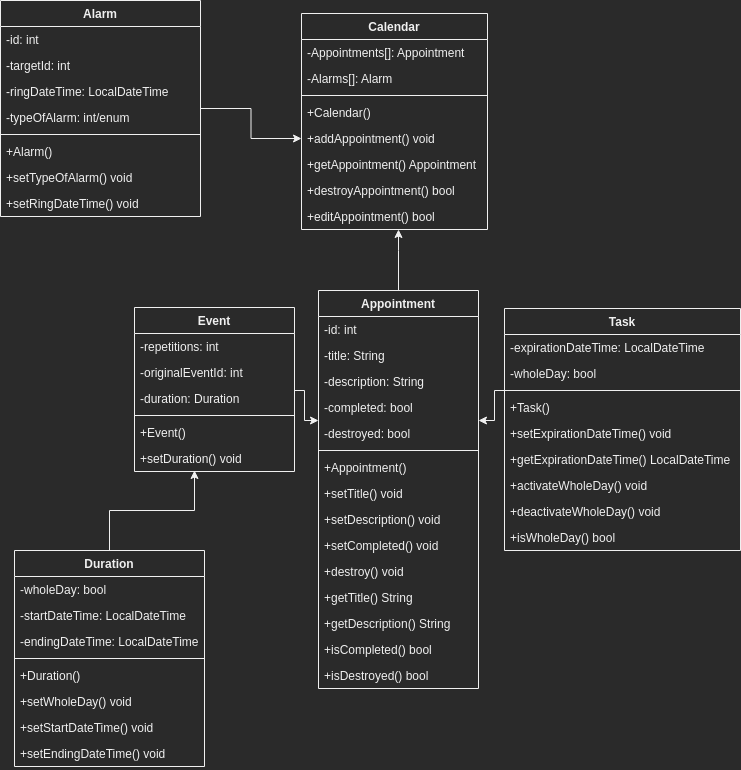 Alarm
-id: int
-targetId: int
-ringDateTime: LocalDateTime
-typeOfAlarm: int/enum
+Alarm()
+setTypeOfAlarm() void
+setRingDateTime() void
Calendar
-Appointments[]: Appointment
-Alarms[]: Alarm
+Calendar()
+addAppointment() void
+getAppointment() Appointment
+destroyAppointment() bool
+editAppointment() bool
Event
-repetitions: int
-originalEventId: int
-duration: Duration
+Event()
+setDuration() void
Appointment
-id: int
-title: String
-description: String
-completed: bool
-destroyed: bool
+Appointment()
+setTitle() void
+setDescription() void
+setCompleted() void
+destroy() void
+getTitle() String
+getDescription() String
+isCompleted() bool
+isDestroyed() bool
Task
-expirationDateTime: LocalDateTime
-wholeDay: bool
+Task()
+setExpirationDateTime() void
+getExpirationDateTime() LocalDateTime
+activateWholeDay() void
+deactivateWholeDay() void
+isWholeDay() bool
Duration
-wholeDay: bool
-startDateTime: LocalDateTime
-endingDateTime: LocalDateTime
+Duration()
+setWholeDay() void
+setStartDateTime() void
+setEndingDateTime() void